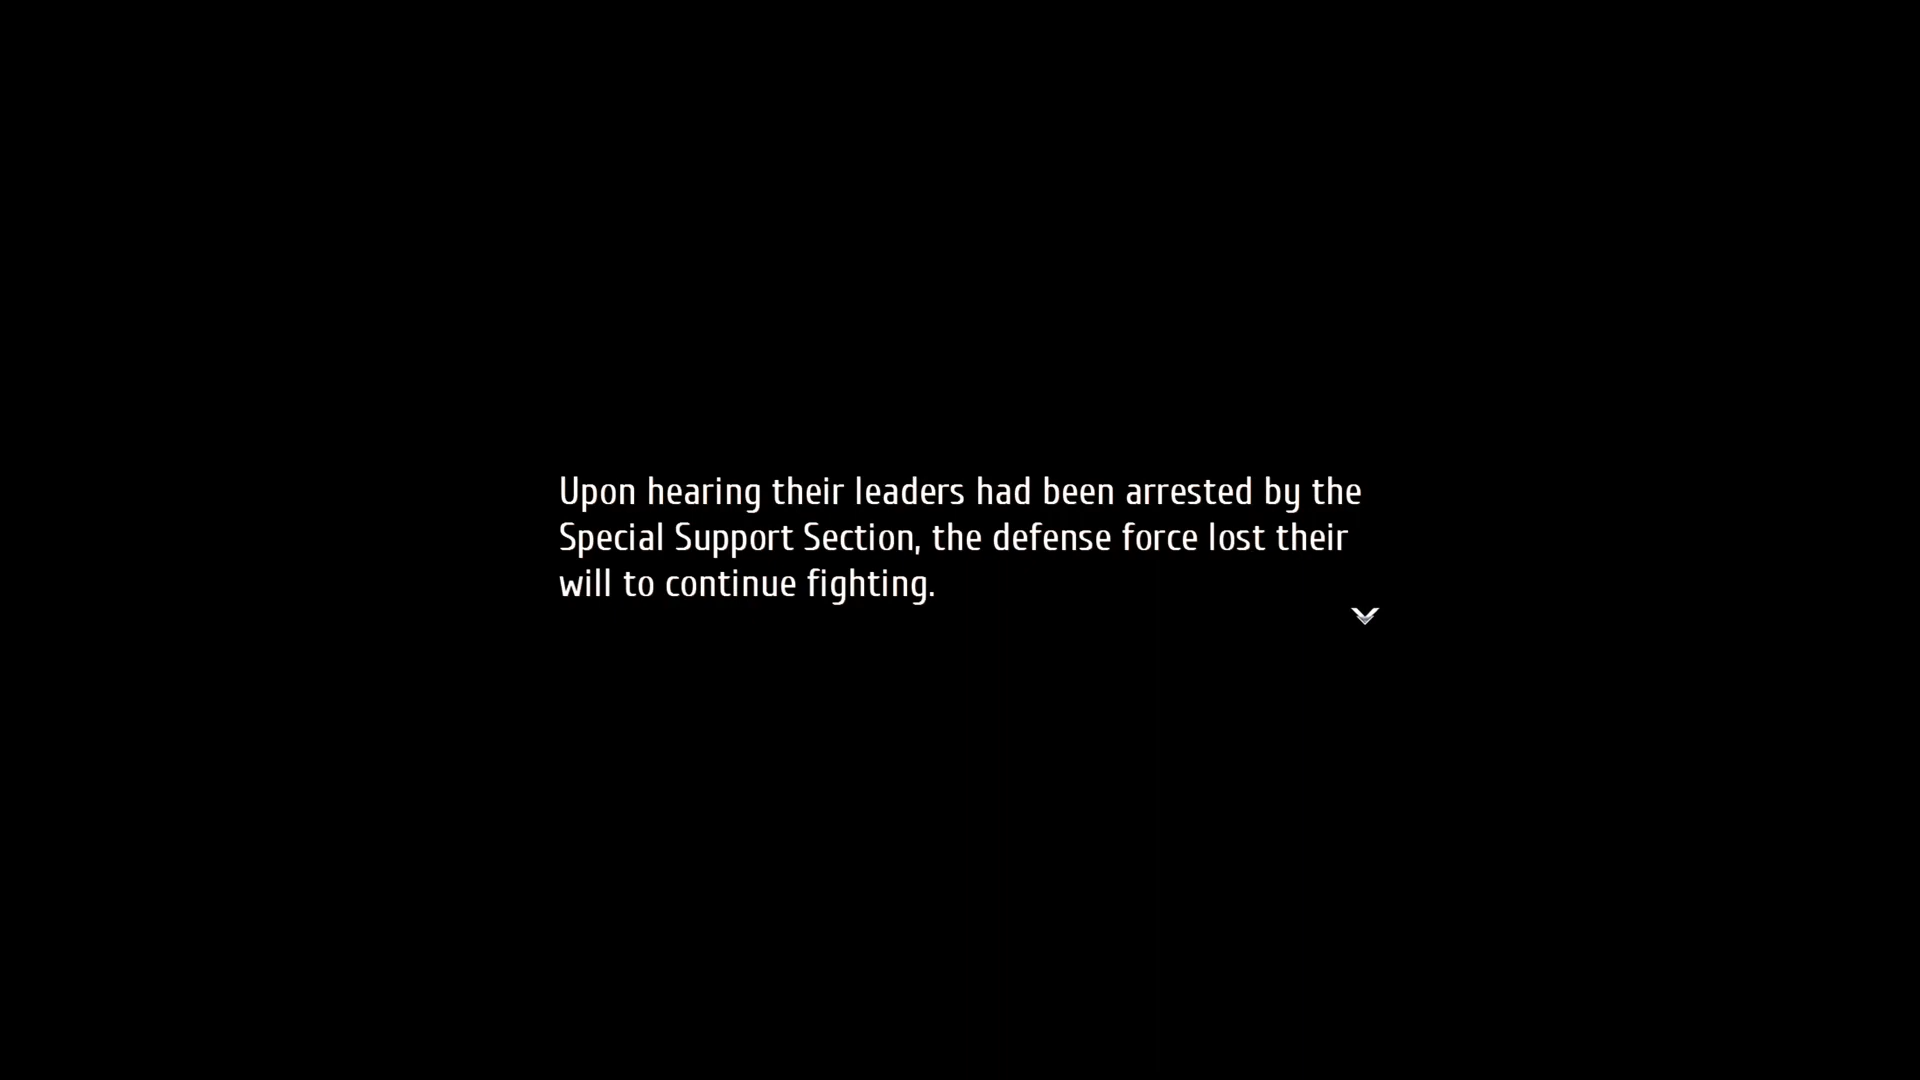 Upon hearing their leaders had been arrested by the
Special Support Section, the defense force lost their
will to continue fighting.